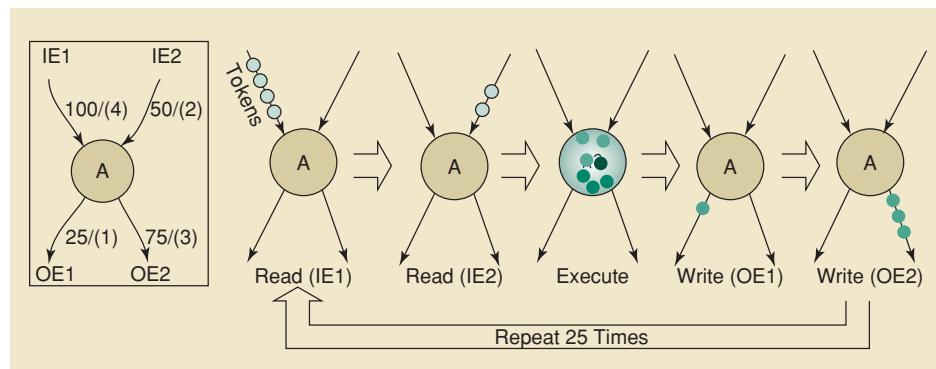 IE1 IE2
100/(4) 50/(2)
A
25/(1) 75/(3)
OE1 OE2
Tokens
A
Read (IE1)
A
Read (IE2)
Execute
A
Write (OE1)
A
Write (OE2)
Repeat 25 Times